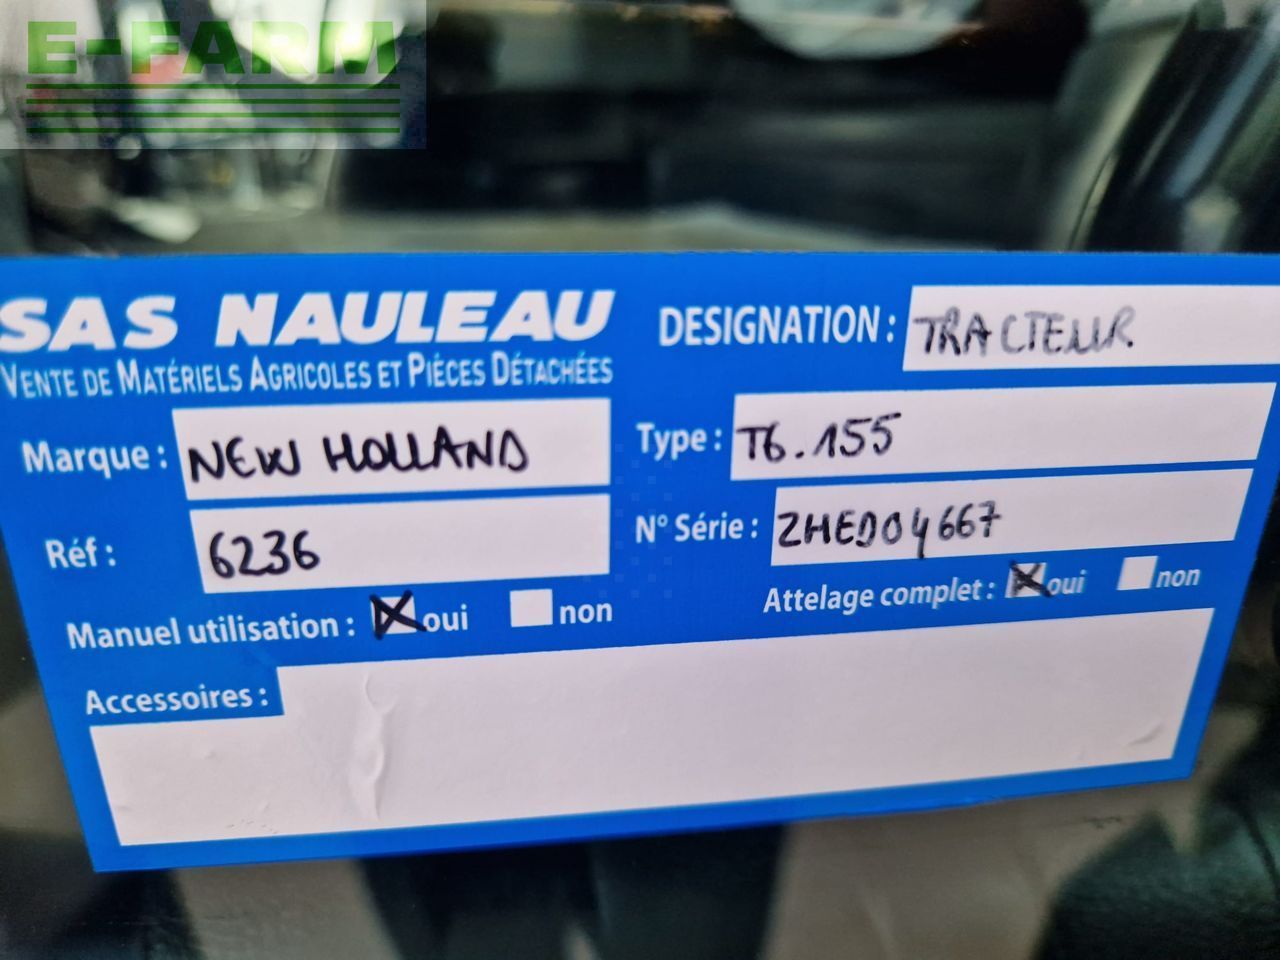 E-FARM
SAS NAULEAU
VENTE DE MATÉRIELS AGRICOLES ET PIÈCES DÉTACHÉES
DESIGNATION : TRACTEUR
Marque : NEW HOLLAND
Type : T6.155
Réf : 6236
N° Série : ZHED04667
Manuel utilisation : oui non
Attelage complet : oui non
Accessoires :